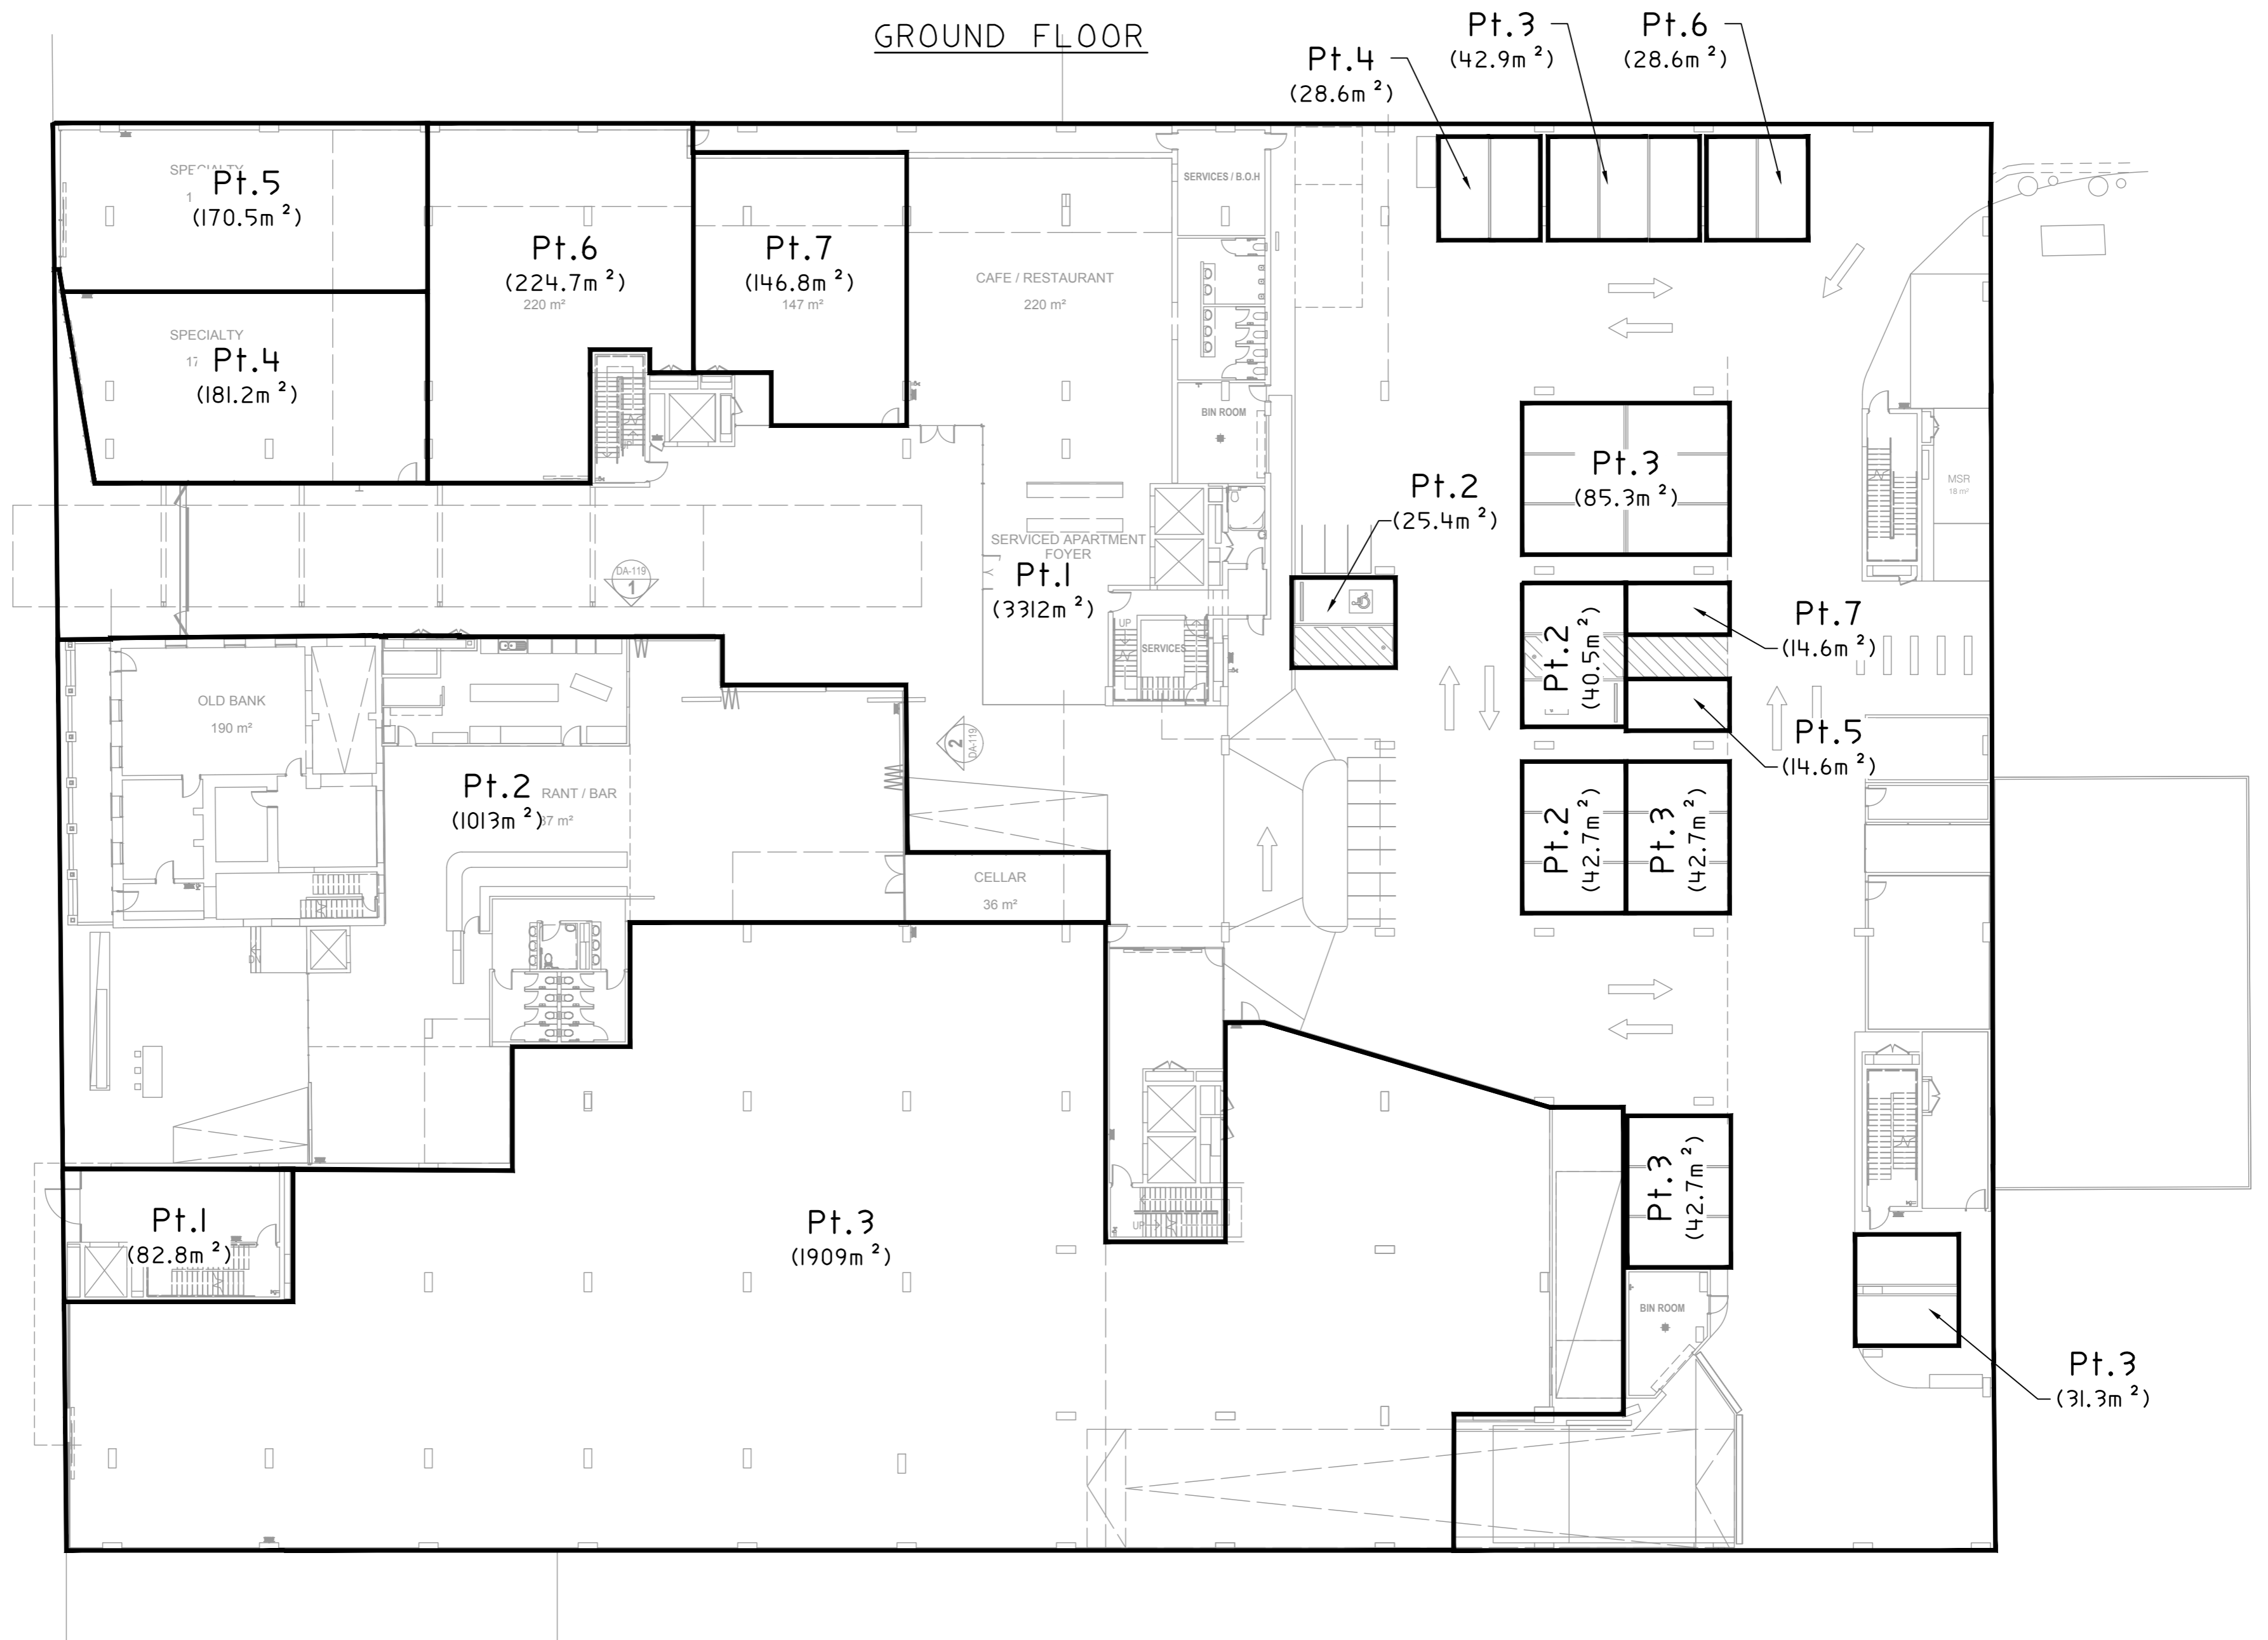 GROUND FLOOR
Pt.3
(42.9m²)
Pt.6
(28.6m²)
Pt.4
(28.6m²)
SPECIALTY
Pt.5
(170.5m²)
SERVICES / B.O.H
Pt.6
(224.7m²)
220 m²
Pt.7
(146.8m²)
147 m²
CAFE / RESTAURANT
220 m²
SPECIALTY
17
Pt.4
(181.2m²)
BIN ROOM
Pt.3
(85.3m²)
MSR
18 m²
Pt.2
(25.4m²)
SERVICED APARTMENT
FOYER
Pt.1
(3312m²)
DA-119
1
UP
SERVICES
Pt.2
(40.5m²)
Pt.7
(14.6m²)
Pt.5
(14.6m²)
OLD BANK
190 m²
2
DA-119
Pt.2
(1013m²)
RANT / BAR
37 m²
Pt.2
(42.7m²)
Pt.3
(42.7m²)
CELLAR
36 m²
DN
Pt.1
(82.8m²)
Pt.3
(1909m²)
UP
Pt.3
(42.7m²)
BIN ROOM
Pt.3
(31.3m²)